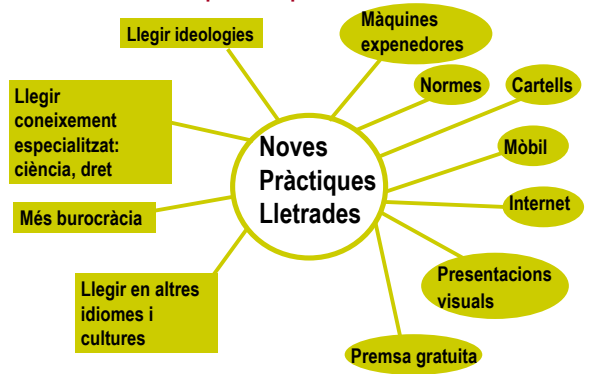 Llegir ideologies
Màquines
expenedores
Normes
Cartells
Llegir
coneixement
especialitzat:
ciència, dret
Noves
Pràctiques
Lletrades
Mòbil
Més burocràcia
Internet
Llegir en altres
idiomes i
cultures
Presentacions
visuals
Premsa gratuita